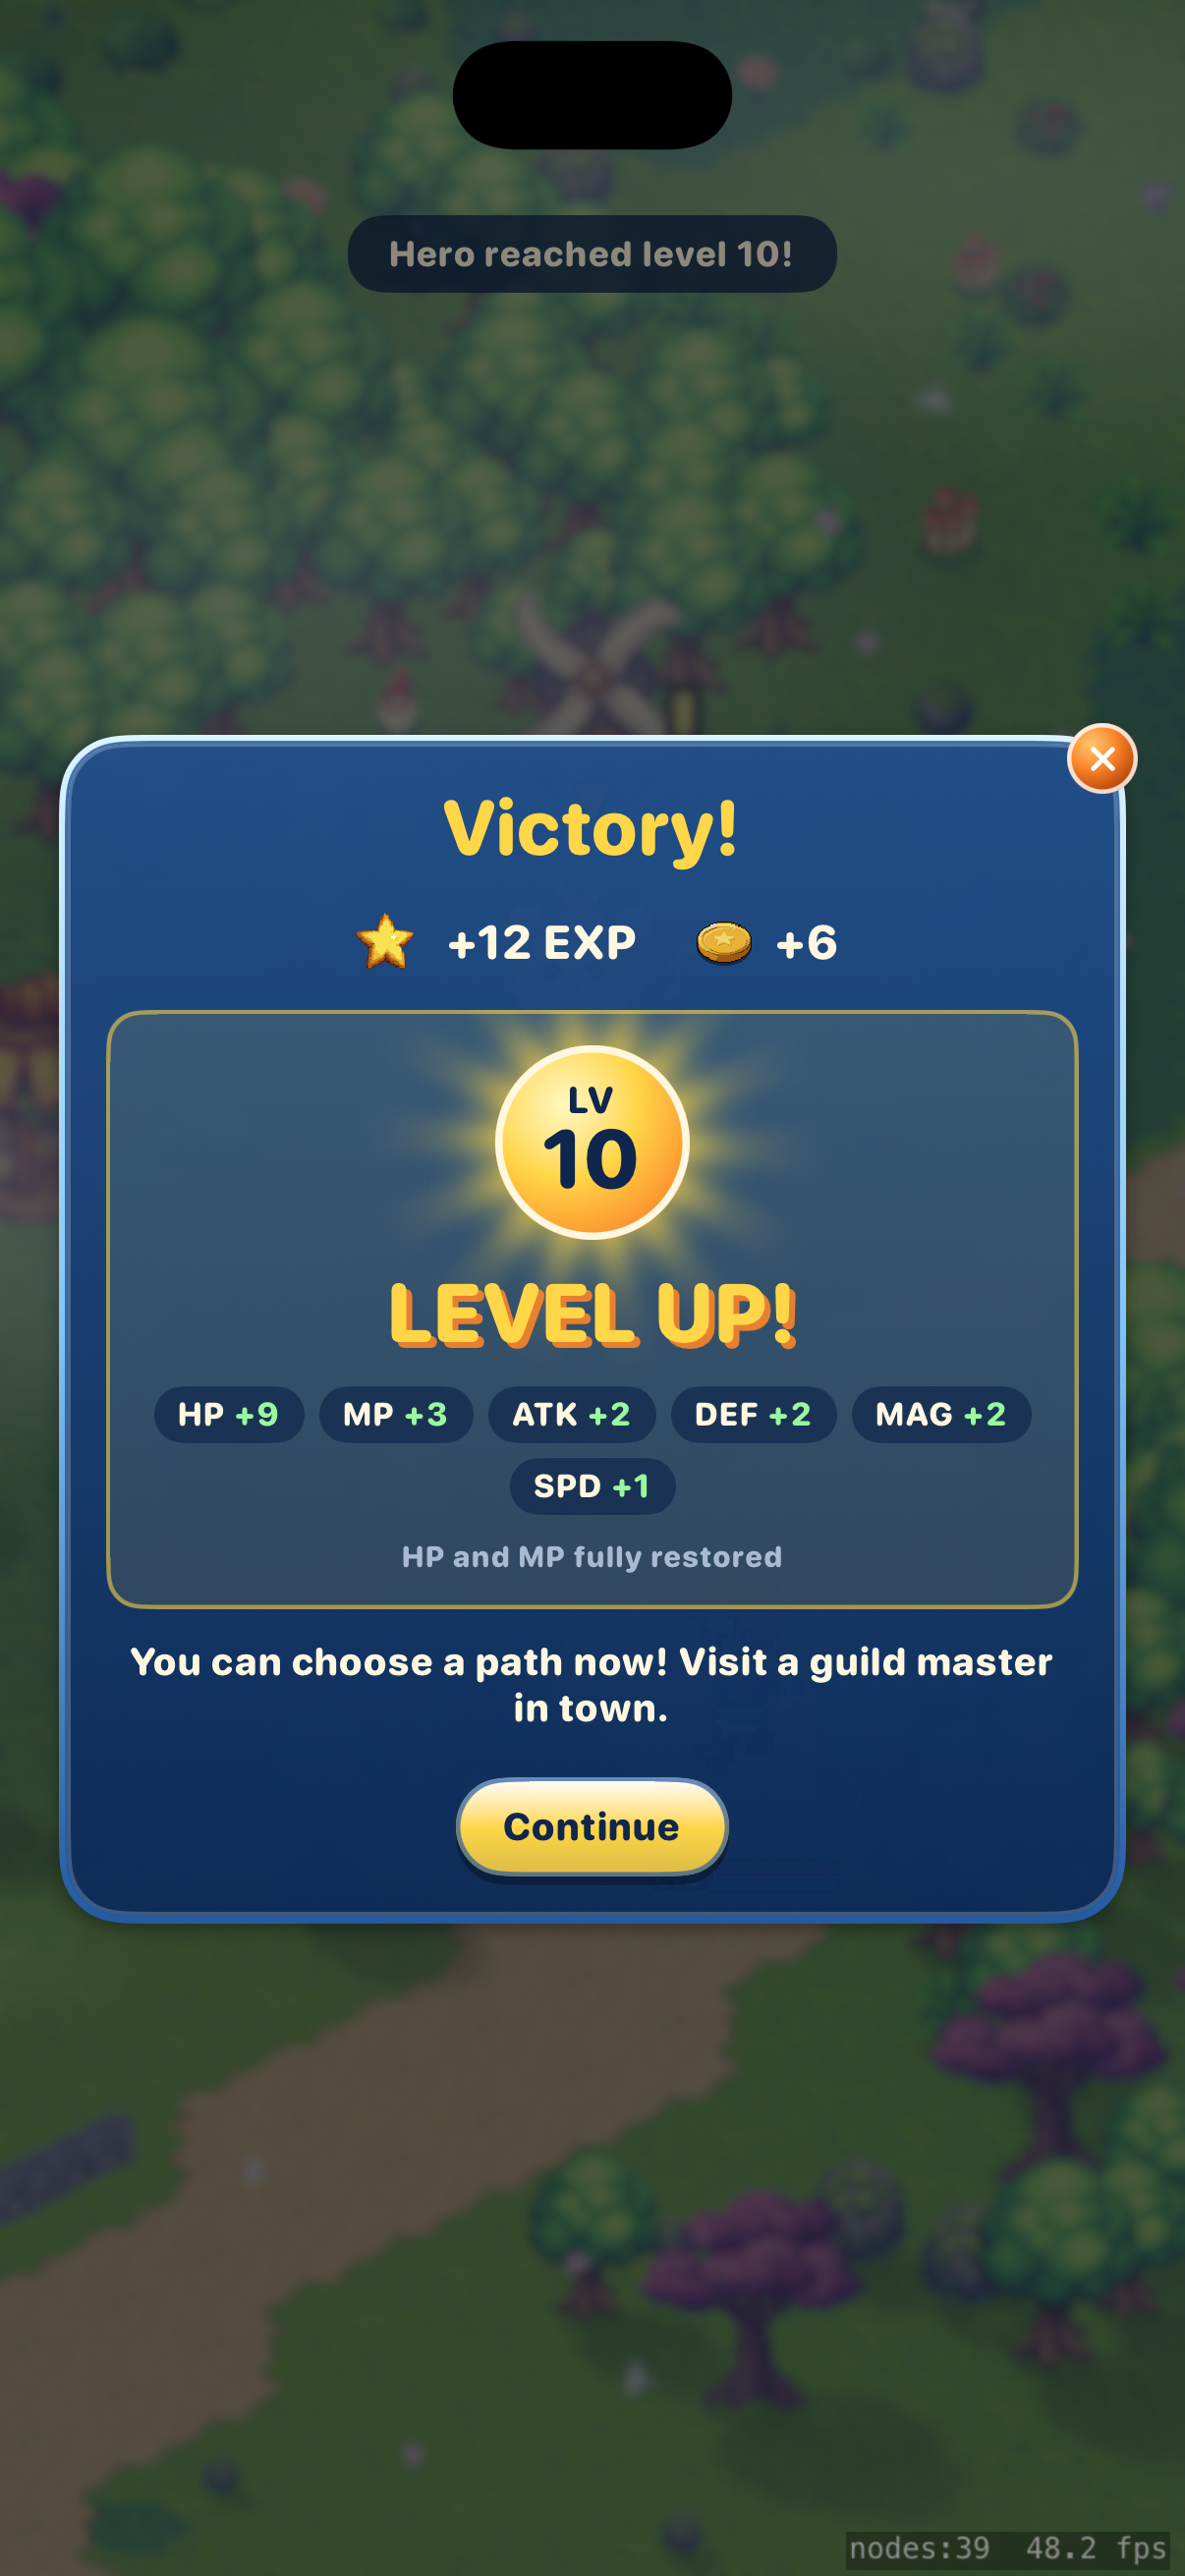 Hero reached level 10!
Victory!
+12 EXP +6
LV
10
LEVEL UP!
HP +9 MP +3 ATK +2 DEF +2 MAG +2
SPD +1
HP and MP fully restored
You can choose a path now! Visit a guild master
in town.
Continue
nodes:39 48.2 fps